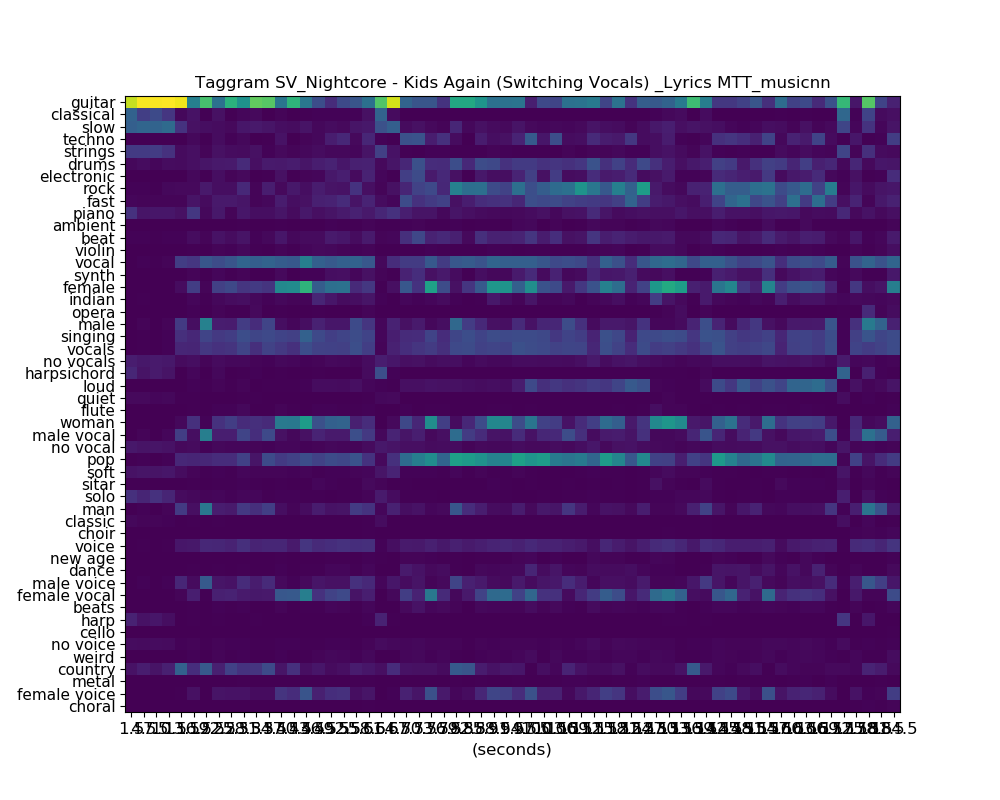 Taggram SV_Nightcore - Kids Again (Switching Vocals) _Lyrics MTT_musicnn
guitar
classical
slow
techno
strings
drums
electronic
rock
fast
piano
ambient
beat
violin
vocal
synth
female
indian
opera
male
singing
vocals
no vocals
harpsichord
loud
quiet
flute
woman
male vocal
no vocal
pop
soft
sitar
solo
man
classic
choir
voice
new age
dance
male voice
female vocal
beats
harp
cello
no voice
weird
country
metal
female voice
choral
(seconds)